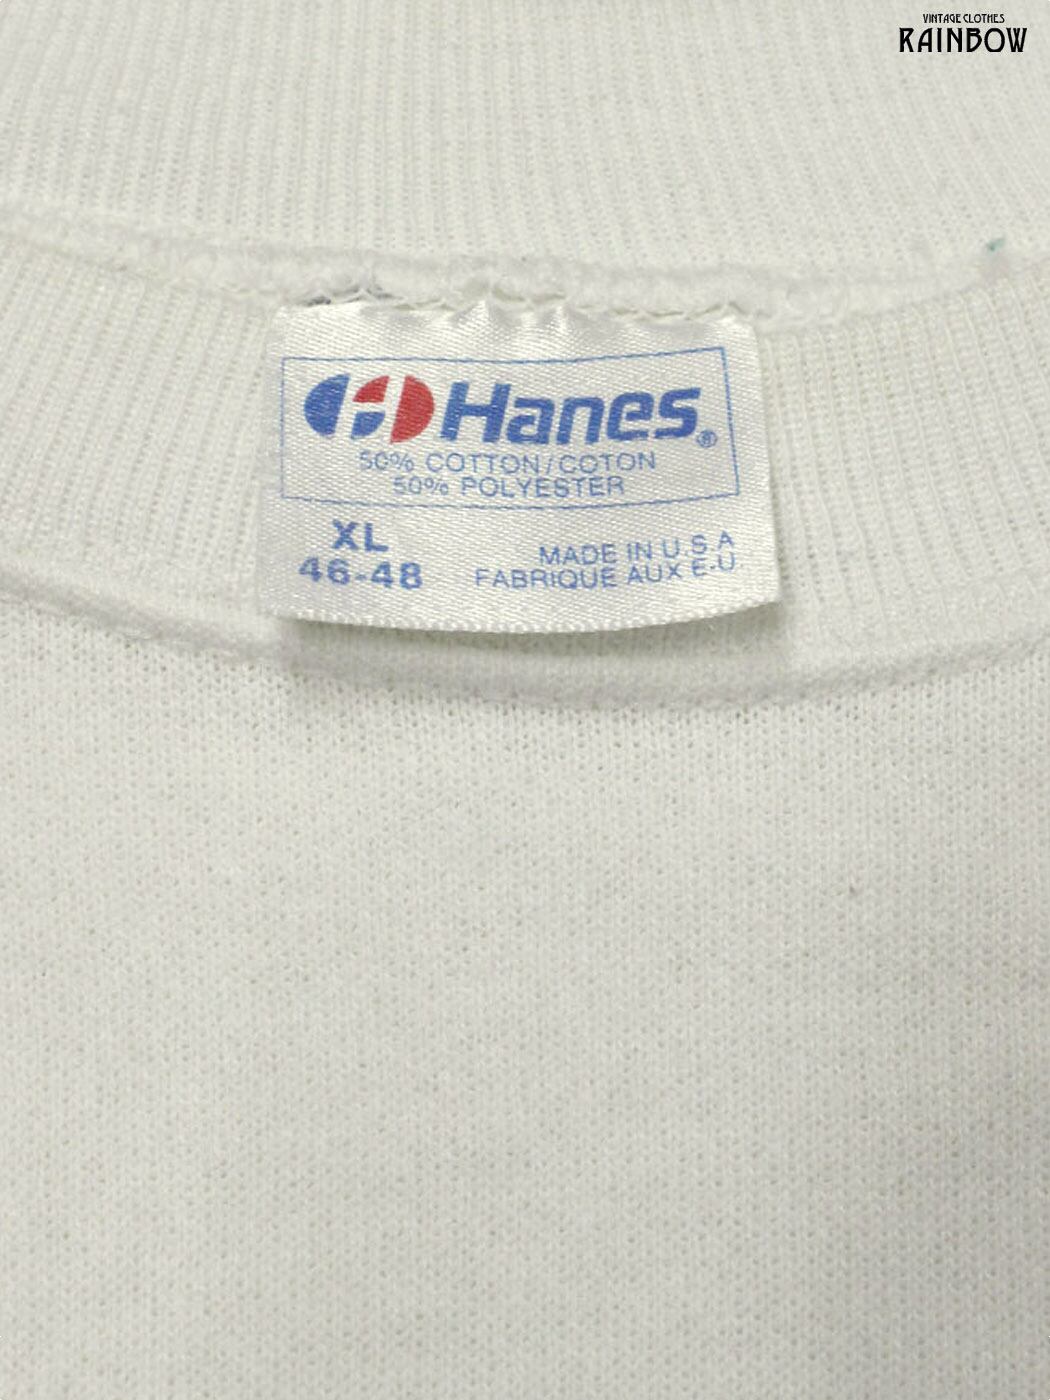 VINTAGE CLOTHES
RAINBOW
Hanes®
50% COTTON/COTON
50% POLYESTER
XL
46-48
MADE IN U.S.A
FABRIQUE AUX E.-U.